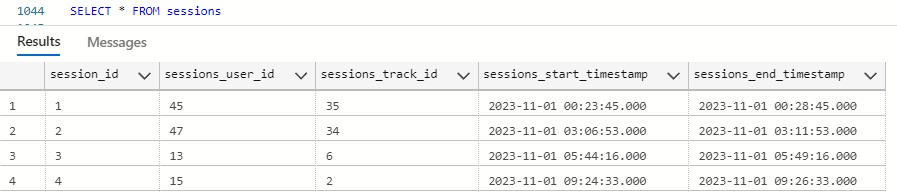 1044 SELECT * FROM sessions
Results Messages
session_id sessions_user_id sessions_track_id sessions_start_timestamp sessions_end_timestamp
1 1 45 35 2023-11-01 00:23:45.000 2023-11-01 00:28:45.000
2 2 47 34 2023-11-01 03:06:53.000 2023-11-01 03:11:53.000
3 3 13 6 2023-11-01 05:44:16.000 2023-11-01 05:49:16.000
4 4 15 2 2023-11-01 09:24:33.000 2023-11-01 09:26:33.000